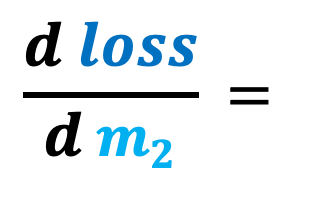 d loss
d m₂ =